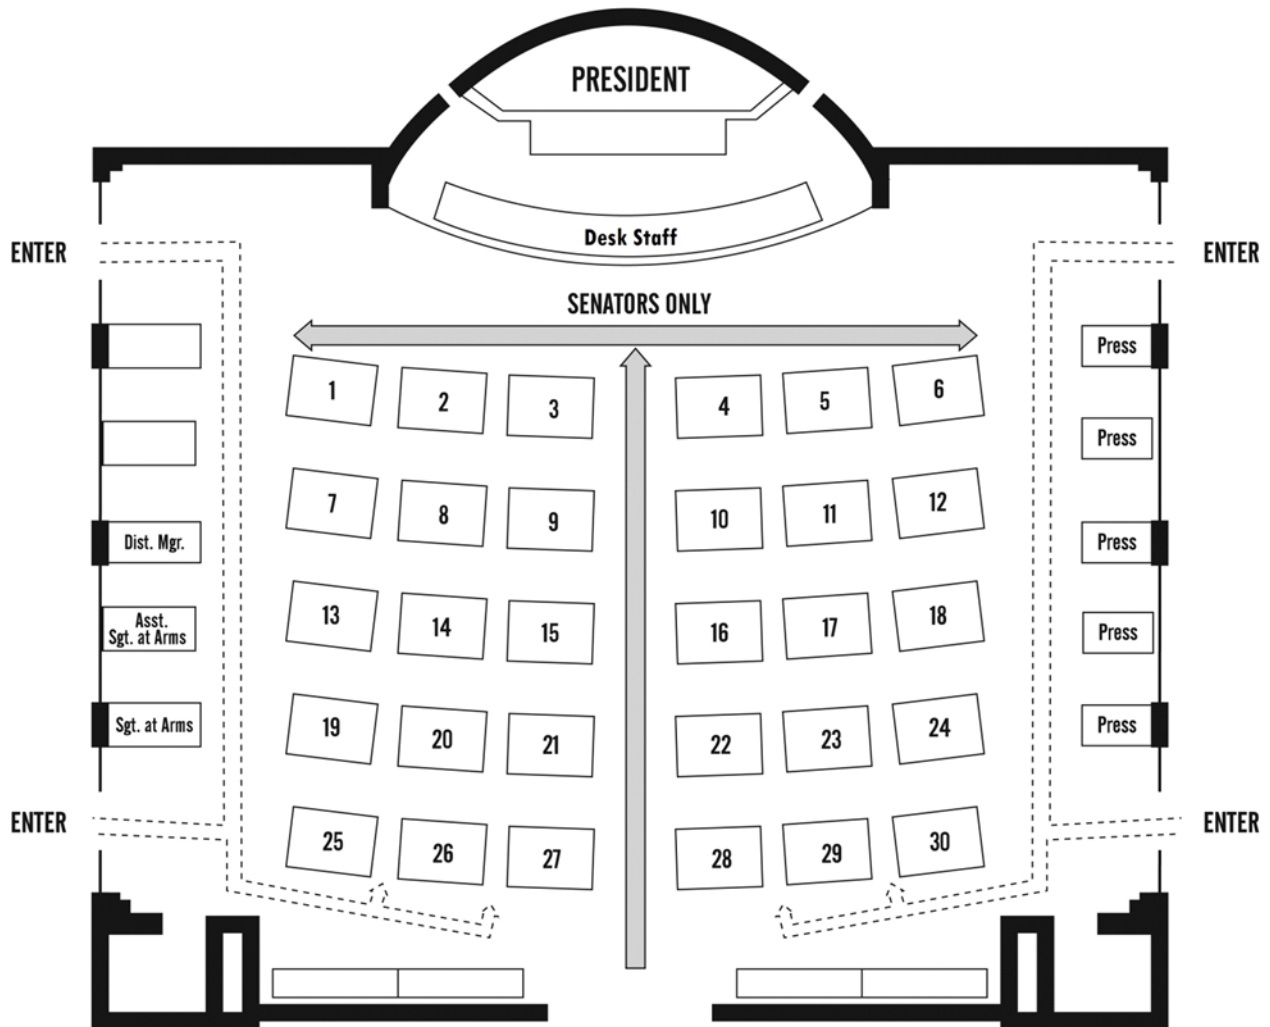 PRESIDENT
Desk Staff
ENTER
ENTER
SENATORS ONLY
1
2
3
4
5
6
Press
Press
7
8
9
10
11
12
Dist. Mgr.
Press
13
14
15
16
17
18
Asst.
Sgt. at Arms
Press
19
20
21
22
23
24
Sgt. at Arms
Press
ENTER
25
26
27
28
29
30
ENTER